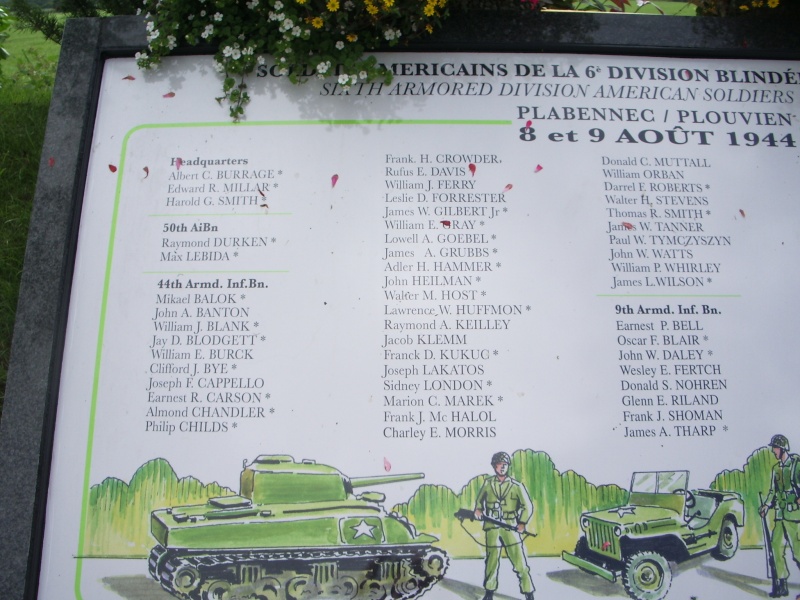 SOLDATS AMERICAINS DE LA 6e DIVISION BLINDÉ
SIXTH ARMORED DIVISION AMERICAN SOLDIERS
PLABENNEC / PLOUVIEN
8 et 9 AOÛT 1944
Headquarters
Albert C. BURRAGE *
Edward R. MILLAR *
Harold G. SMITH *
50th AiBn
Raymond DURKEN *
Max LEBIDA *
44th Armd. Inf.Bn.
Mikael BALOK *
John A. BANTON
William J. BLANK *
Jay D. BLODGETT *
William E. BURCK
Clifford J. BYE *
Joseph F. CAPPELLO
Earnest R. CARSON *
Almond CHANDLER *
Philip CHILDS *
Frank. H. CROWDER
Rufus E. DAVIS
William J. FERRY
Leslie D. FORRESTER
James W. GILBERT Jr *
William E. GRAY *
Lowell A. GOEBEL *
James A. GRUBBS *
Adler H. HAMMER *
John HEILMAN *
Walter M. HOST *
Lawrence W. HUFFMON *
Raymond A. KEILLEY
Jacob KLEMM
Franck D. KUKUC *
Joseph LAKATOS
Sidney LONDON *
Marion C. MAREK *
Frank J. Mc HALOL
Charley E. MORRIS
Donald C. MUTTALL
William ORBAN
Darrel F. ROBERTS *
Walter H. STEVENS
Thomas R. SMITH *
James W. TANNER
Paul W. TYMCZYSZYN
John W. WATTS
William P. WHIRLEY
James L.WILSON *
9th Armd. Inf. Bn.
Earnest P. BELL
Oscar F. BLAIR *
John W. DALEY *
Wesley E. FERTCH
Donald S. NOHREN
Glenn E. RILAND
Frank J. SHOMAN
James A. THARP *